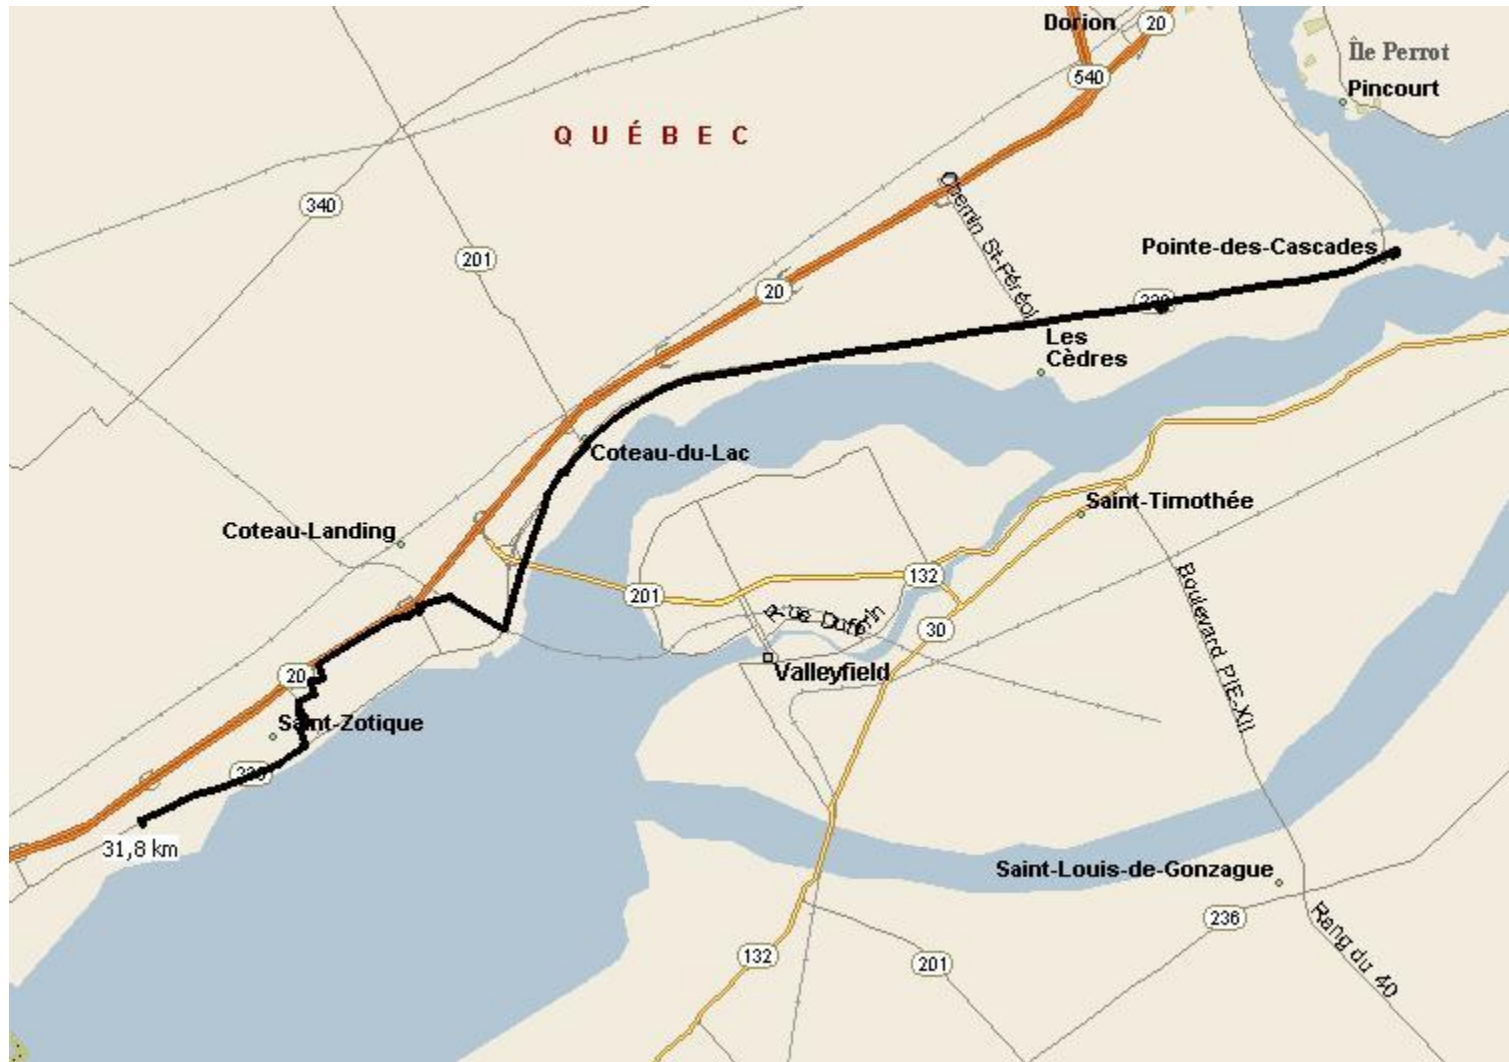 Dorion
20
Île Perrot
540
Pincourt
QUÉBEC
340
Chemin St-Féréol
201
Pointe-des-Cascades
20
Les
Cèdres
Coteau-du-Lac
Saint-Timothée
Coteau-Landing
132
201
Rue Dufferin
30
Boulevard PIE-XII
Valleyfield
20
Saint-Zotique
31,8 km
Saint-Louis-de-Gonzague
236
Rang du 40
132
201